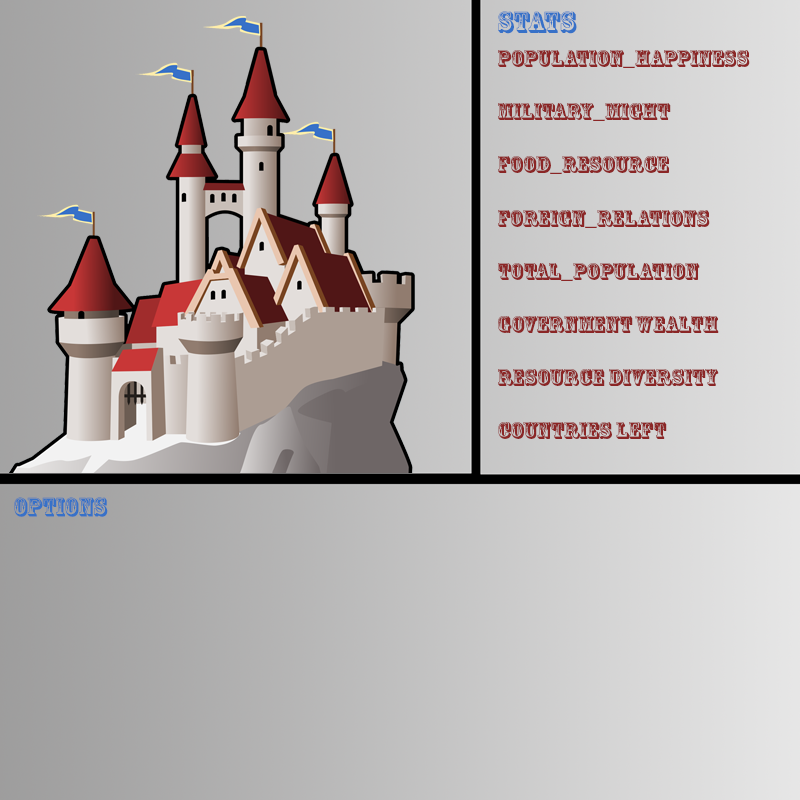 STATS
POPULATION_HAPPINESS
MILITARY_MIGHT
FOOD_RESOURCE
FOREIGN_RELATIONS
TOTAL_POPULATION
GOVERNMENT WEALTH
RESOURCE DIVERSITY
COUNTRIES LEFT
OPTIONS